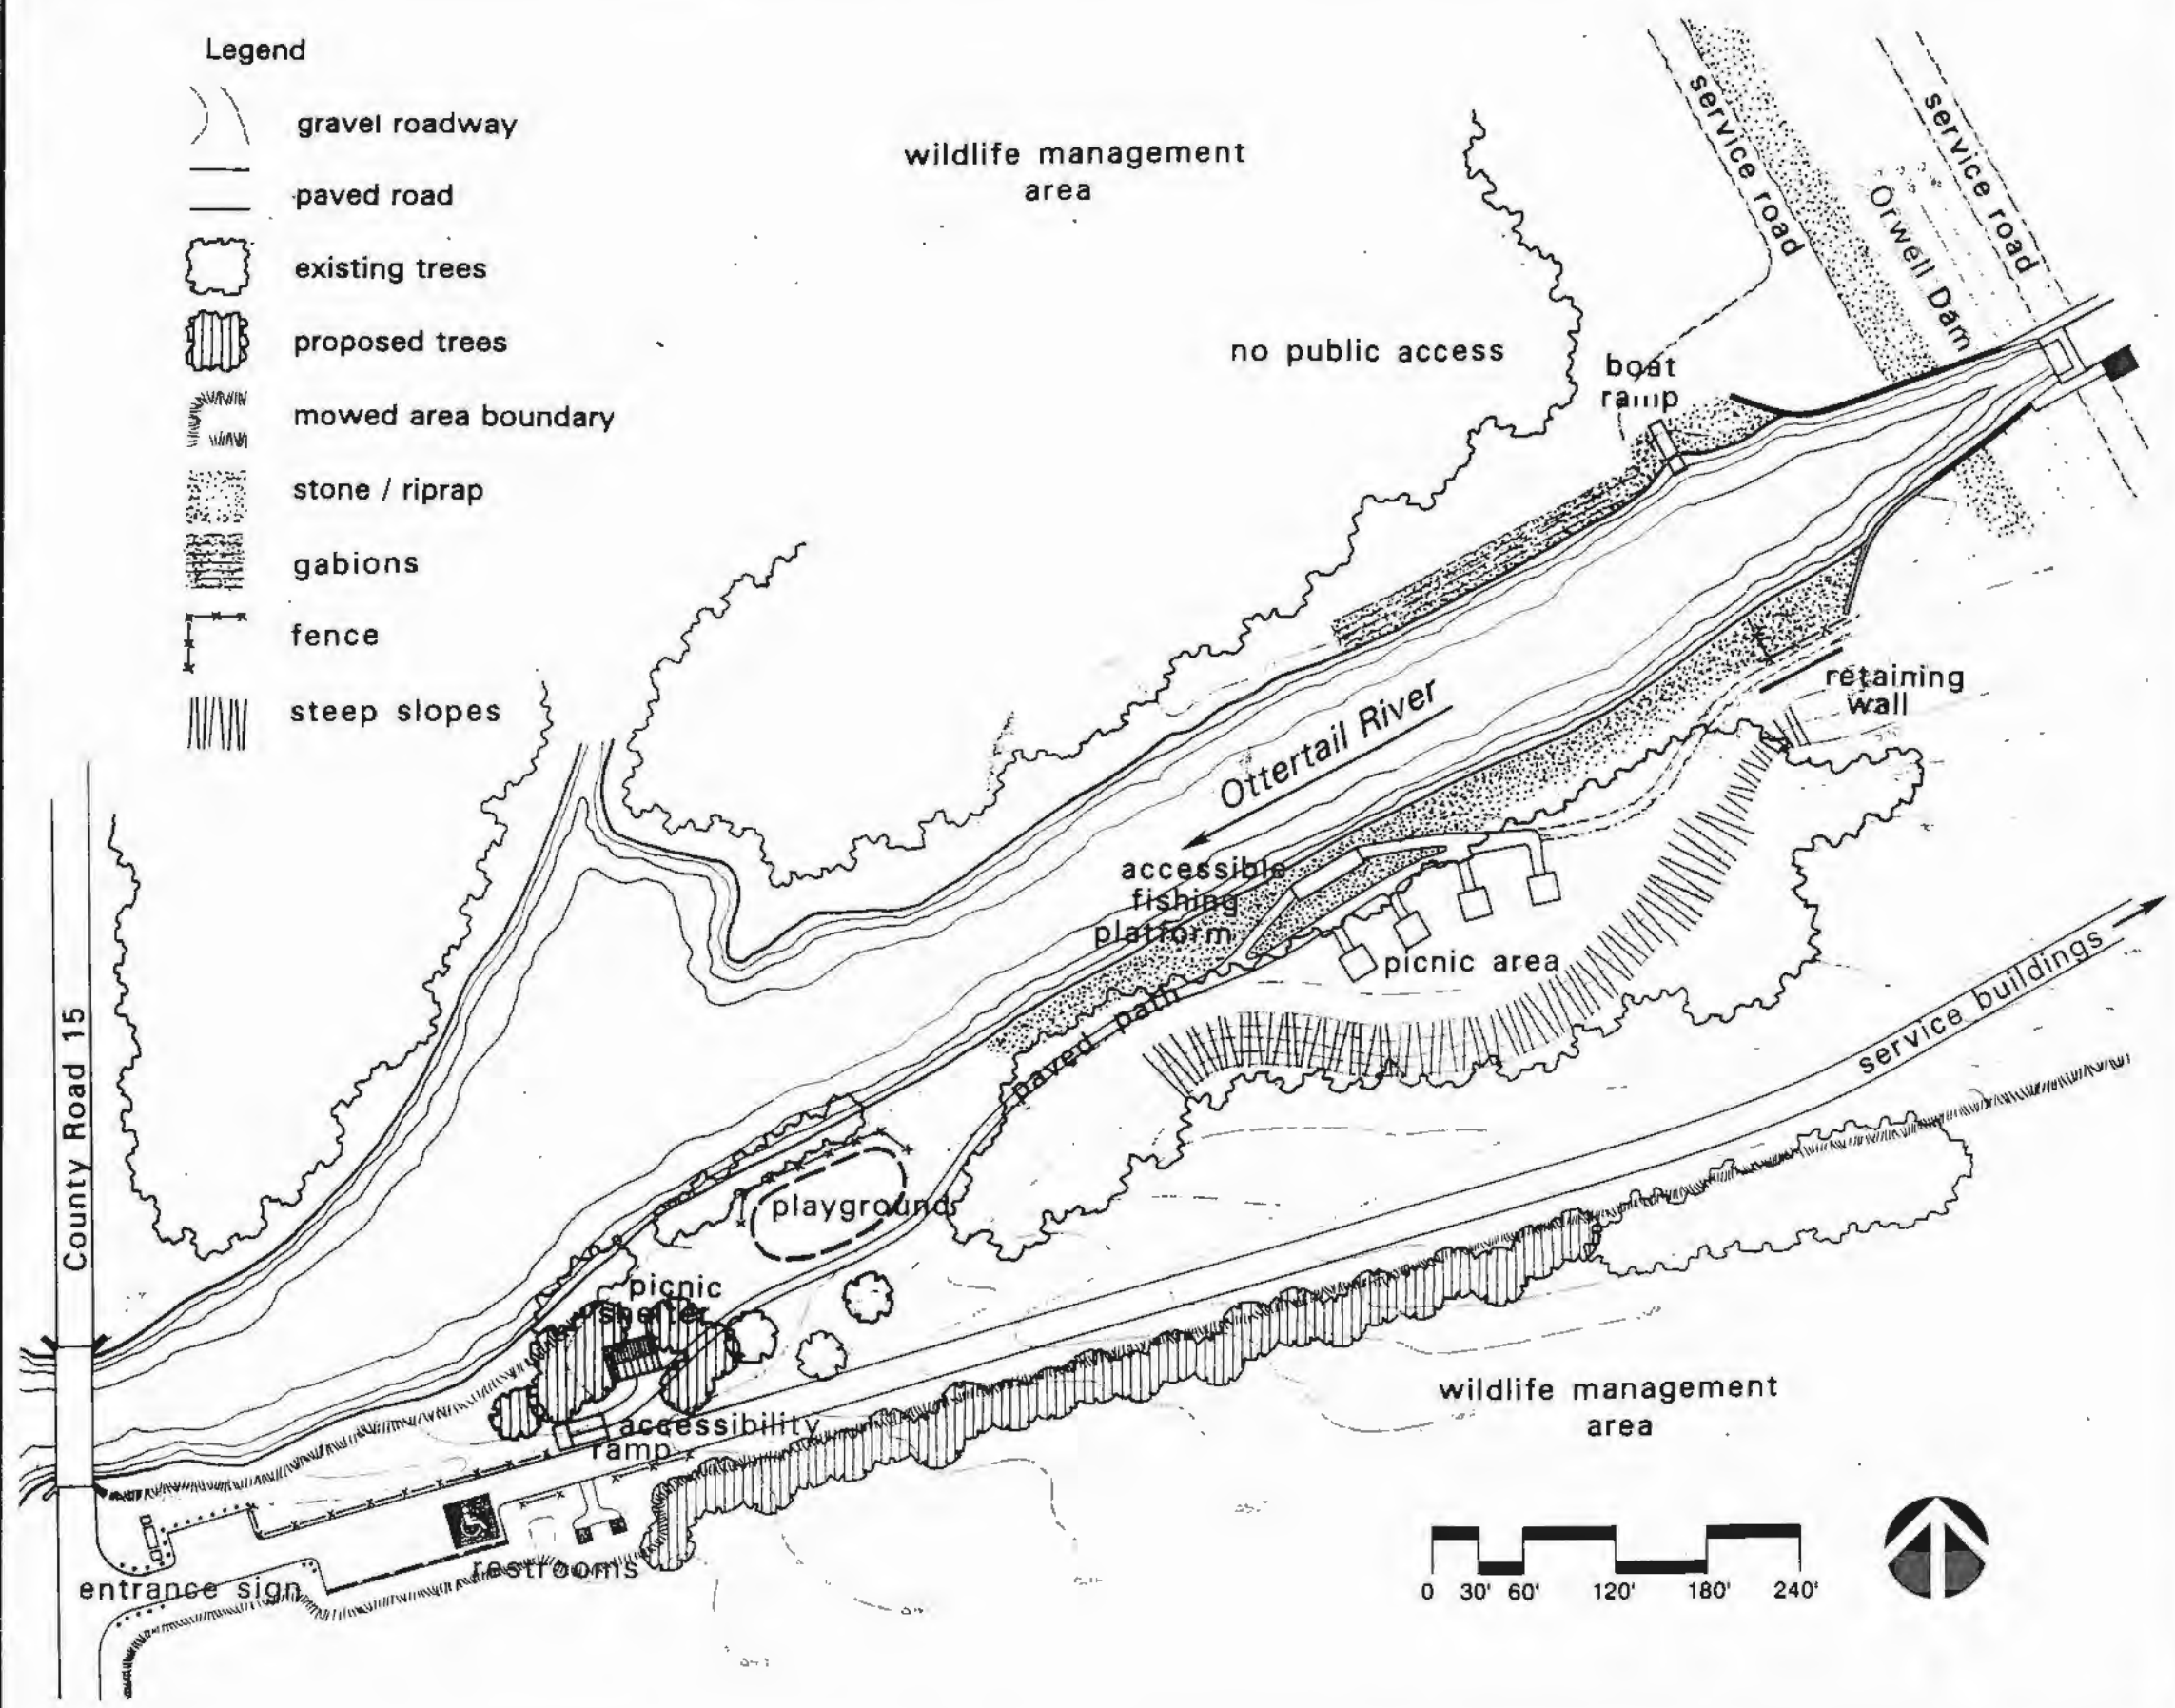 Legend
gravel roadway
paved road
existing trees
proposed trees
mowed area boundary
stone / riprap
gabions
fence
steep slopes
wildlife management
area
service road
service road
Orwell Dam
no public access
boat
ramp
retaining
wall
Ottertail River
accessible
fishing
platform
picnic area
paved path
service buildings
County Road 15
playground
picnic
shelter
accessibility
ramp
restrooms
entrance sign
wildlife management
area
0 30' 60' 120' 180' 240'